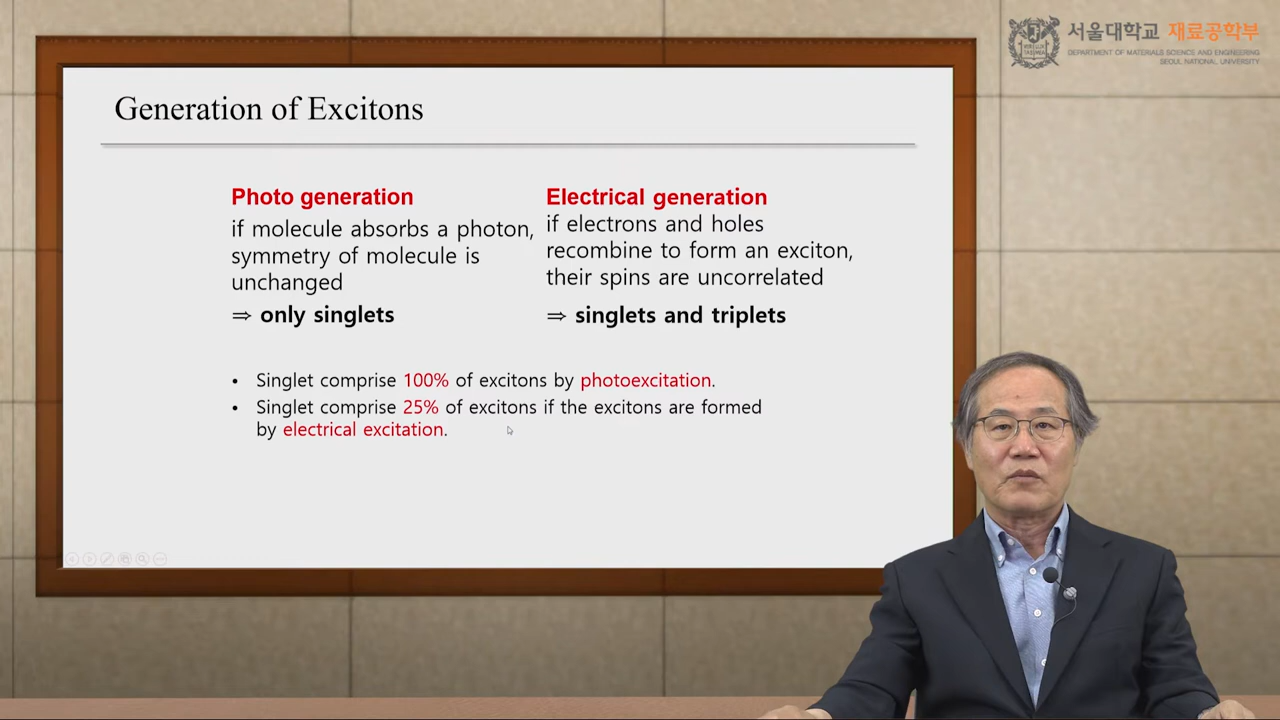 서울대학교 재료공학부
DEPARTMENT OF MATERIALS SCIENCE AND ENGINEERING
SEOUL NATIONAL UNIVERSITY
Generation of Excitons
Photo generation
if molecule absorbs a photon,
symmetry of molecule is
unchanged
⇒ only singlets
Electrical generation
if electrons and holes
recombine to form an exciton,
their spins are uncorrelated
⇒ singlets and triplets
• Singlet comprise 100% of excitons by photoexcitation.
• Singlet comprise 25% of excitons if the excitons are formed
by electrical excitation.